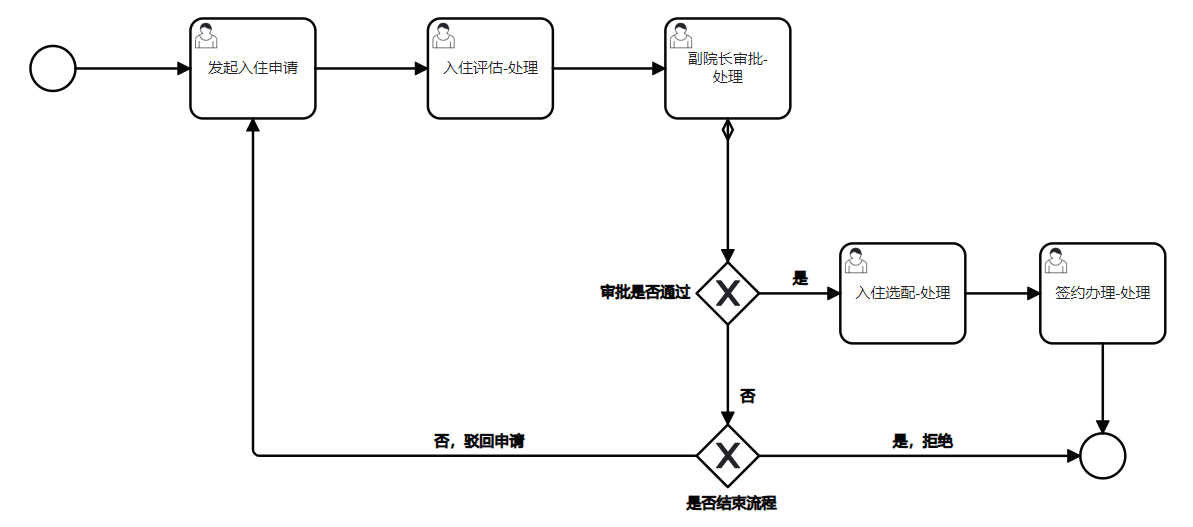 发起入住申请
入住评估-处理
副院长审批-
处理
审批是否通过
是
入住选配-处理
签约办理-处理
否
否，驳回申请
是，拒绝
是否结束流程